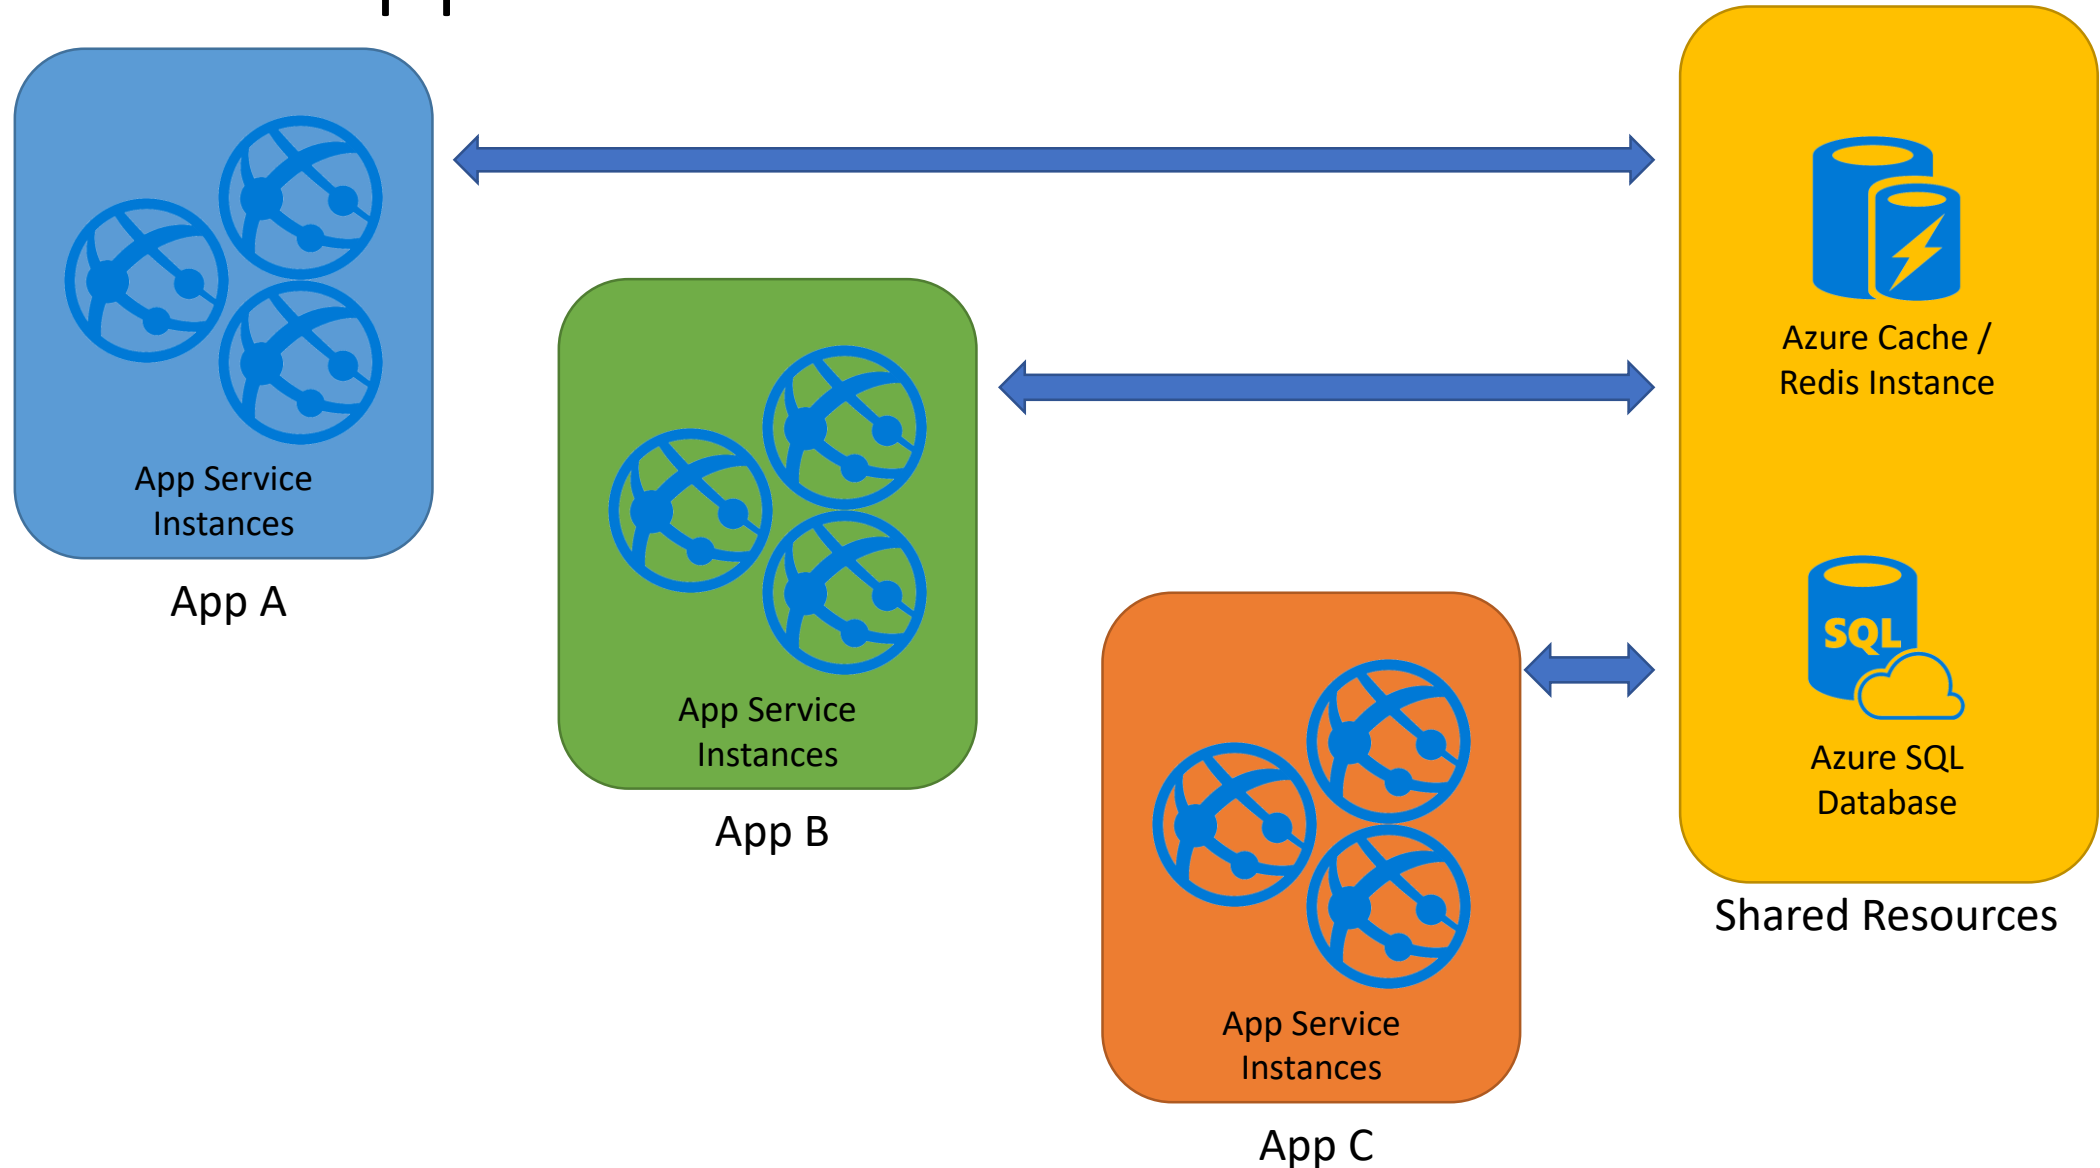 App Service
Instances
App A
App Service
Instances
App B
App Service
Instances
App C
Azure Cache /
Redis Instance
SQL
Azure SQL
Database
Shared Resources